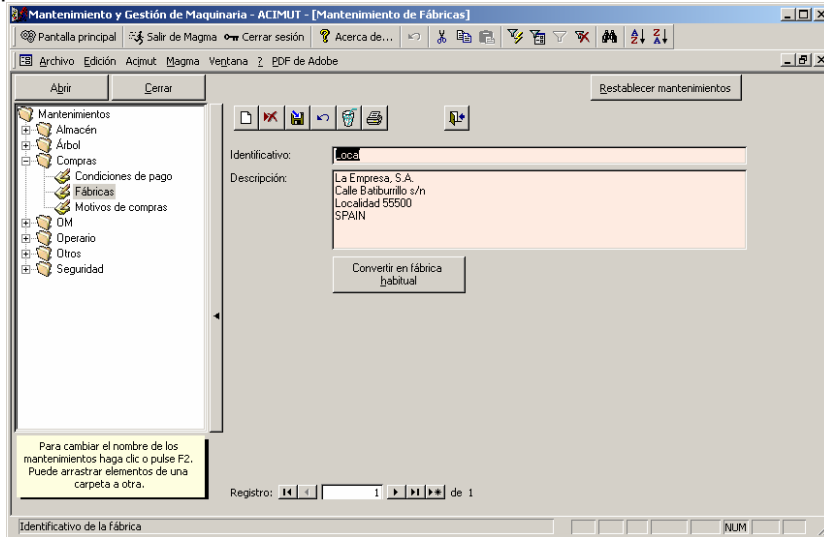 Mantenimiento y Gestión de Maquinaria - ACIMUT - [Mantenimiento de Fábricas]
Pantalla principal Salir de Magma Cerrar sesión Acerca de...
Archivo Edición Acimut Magma Ventana ? PDF de Adobe
Abrir Cerrar Restablecer mantenimientos
Mantenimientos
Almacén
Árbol
Compras
Condiciones de pago
Fábricas
Motivos de compras
OM
Operario
Otros
Seguridad
Para cambiar el nombre de los
mantenimientos haga clic o pulse F2.
Puede arrastrar elementos de una
carpeta a otra.
Identificativo: Local
Descripción: La Empresa, S.A.
Calle Batiburrillo s/n
Localidad 55500
SPAIN
Convertir en fábrica
habitual
Registro: 1 de 1
Identificativo de la fábrica NUM